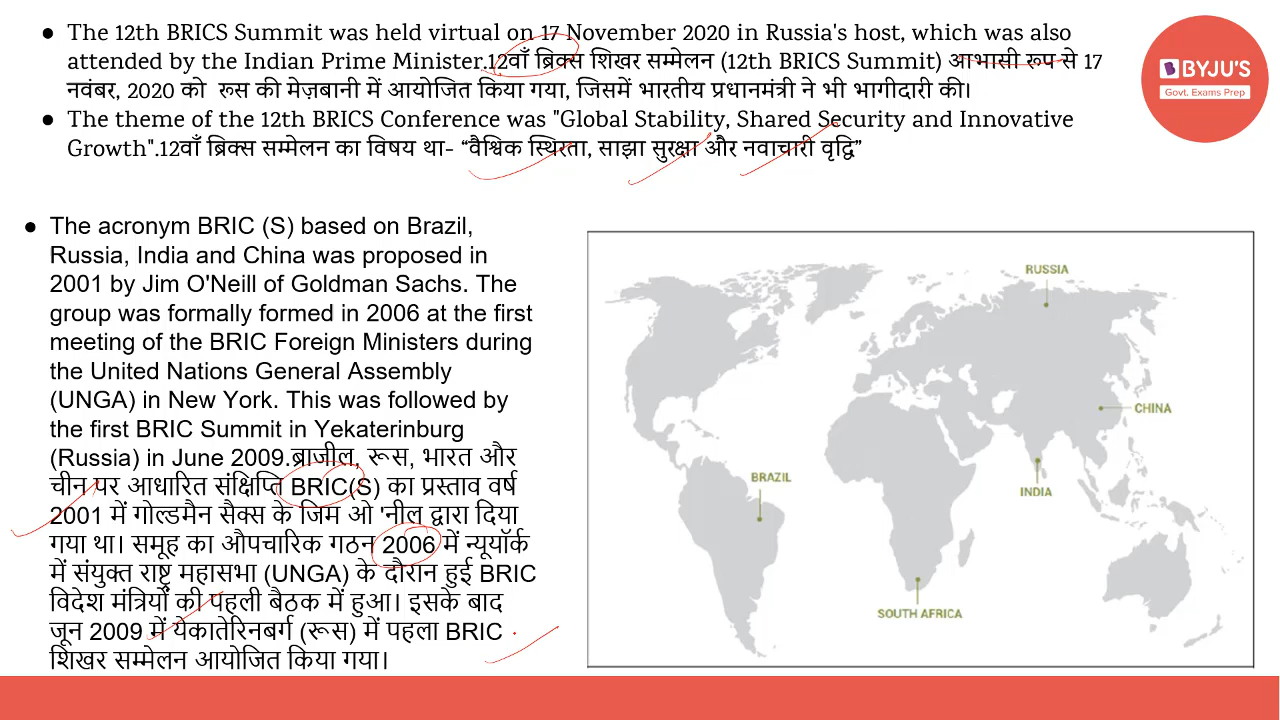 ● The 12th BRICS Summit was held virtual on 17 November 2020 in Russia's host, which was also
attended by the Indian Prime Minister.12वाँ ब्रिक्स शिखर सम्मेलन (12th BRICS Summit) आभासी रूप से 17
नवंबर, 2020 को रूस की मेज़बानी में आयोजित किया गया, जिसमें भारतीय प्रधानमंत्री ने भी भागीदारी की।
● The theme of the 12th BRICS Conference was "Global Stability, Shared Security and Innovative
Growth".12वाँ ब्रिक्स सम्मेलन का विषय था- “वैश्विक स्थिरता, साझा सुरक्षा और नवाचारी वृद्धि”
BYJU'S
Govt. Exams Prep
● The acronym BRIC (S) based on Brazil,
Russia, India and China was proposed in
2001 by Jim O'Neill of Goldman Sachs. The
group was formally formed in 2006 at the first
meeting of the BRIC Foreign Ministers during
the United Nations General Assembly
(UNGA) in New York. This was followed by
the first BRIC Summit in Yekaterinburg
(Russia) in June 2009.ब्राजील, रूस, भारत और
चीन पर आधारित संक्षिप्ति BRIC(S) का प्रस्ताव वर्ष
2001 में गोल्डमैन सैक्स के जिम ओ 'नील द्वारा दिया
गया था। समूह का औपचारिक गठन 2006 में न्यूयॉर्क
में संयुक्त राष्ट्र महासभा (UNGA) के दौरान हुई BRIC
विदेश मंत्रियों की पहली बैठक में हुआ। इसके बाद
जून 2009 में येकातेरिनबर्ग (रूस) में पहला BRIC
शिखर सम्मेलन आयोजित किया गया।
RUSSIA
CHINA
BRAZIL
INDIA
SOUTH AFRICA